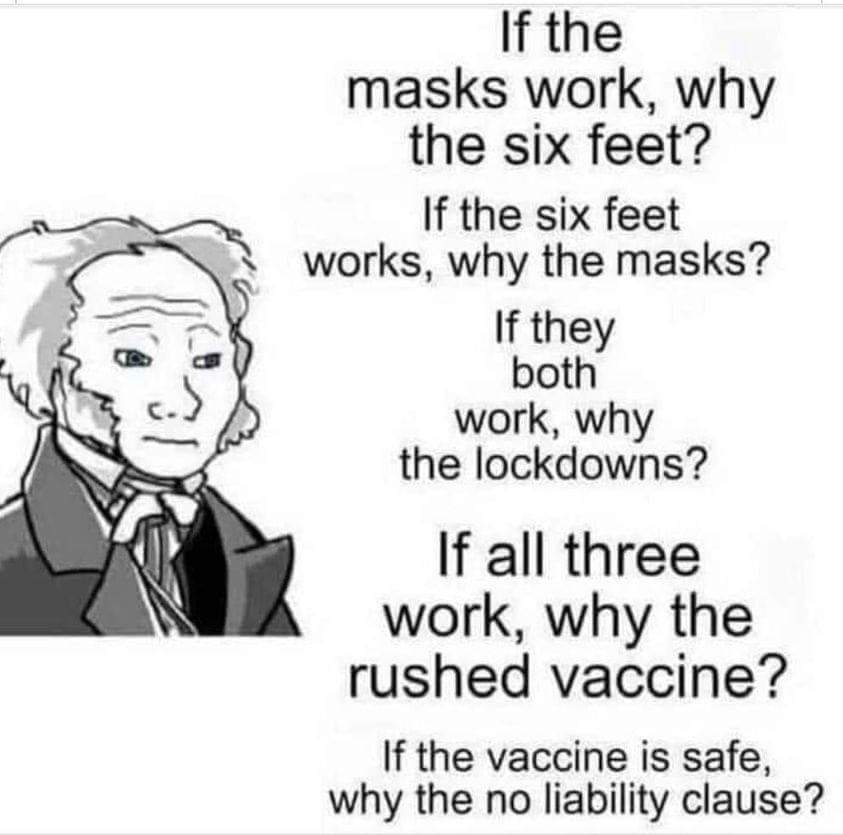 If the
masks work, why
the six feet?
If the six feet
works, why the masks?
If they
both
work, why
the lockdowns?
If all three
work, why the
rushed vaccine?
If the vaccine is safe,
why the no liability clause?